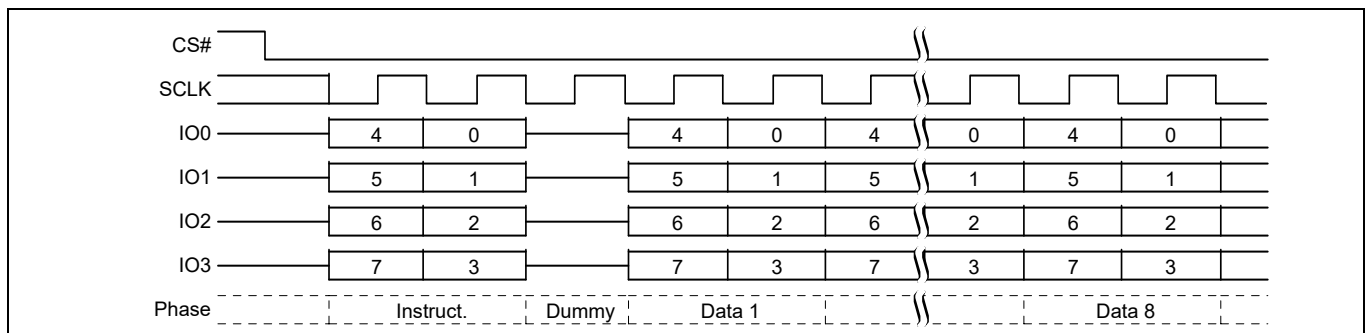 CS#
SCLK
IO0 4 0 4 0 4 0 4 0
IO1 5 1 5 1 5 1 5 1
IO2 6 2 6 2 6 2 6 2
IO3 7 3 7 3 7 3 7 3
Phase Instruct. Dummy Data 1 Data 8